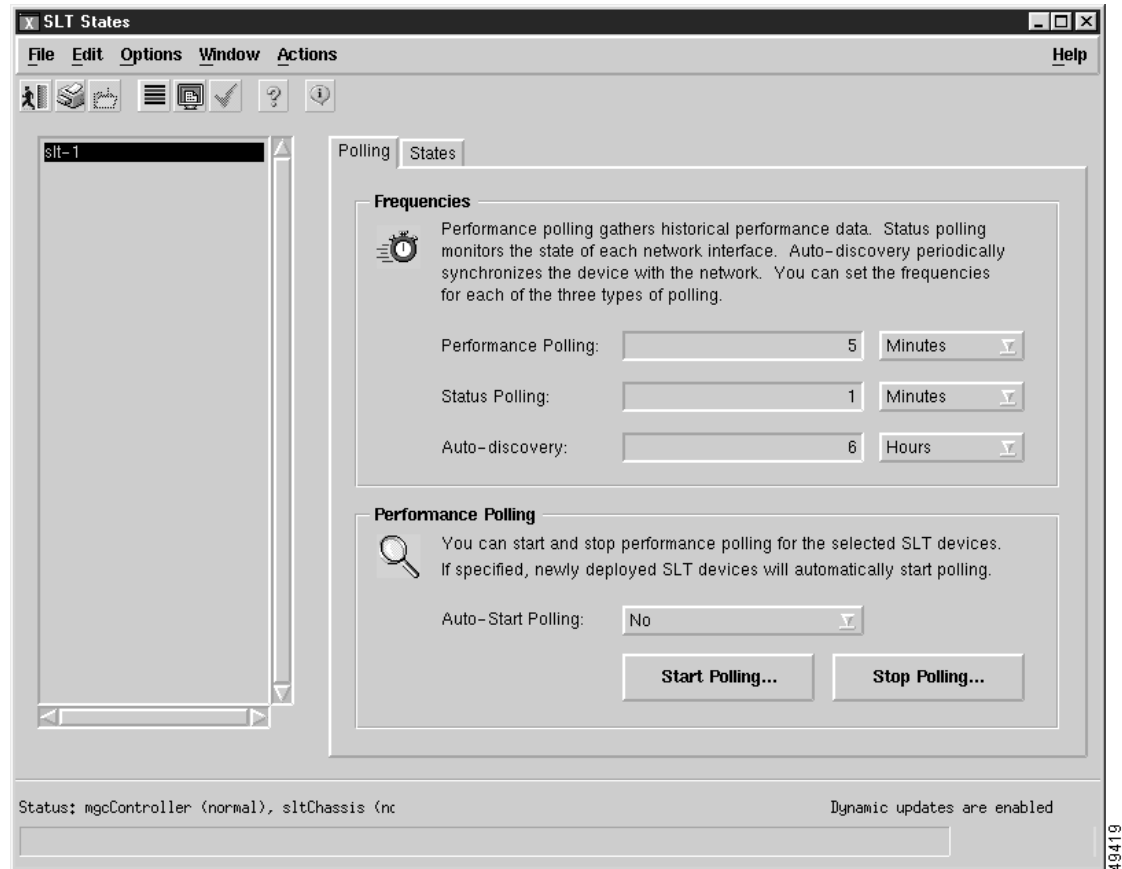 X SLT States
File Edit Options Window Actions Help
slt-1
Polling States
Frequencies
Performance polling gathers historical performance data. Status polling
monitors the state of each network interface. Auto-discovery periodically
synchronizes the device with the network. You can set the frequencies
for each of the three types of polling.
Performance Polling: 5 Minutes
Status Polling: 1 Minutes
Auto-discovery: 6 Hours
Performance Polling
You can start and stop performance polling for the selected SLT devices.
If specified, newly deployed SLT devices will automatically start polling.
Auto-Start Polling: No
Start Polling... Stop Polling...
Status: mgcController (normal), sltChassis (nc
Dynamic updates are enabled
49419